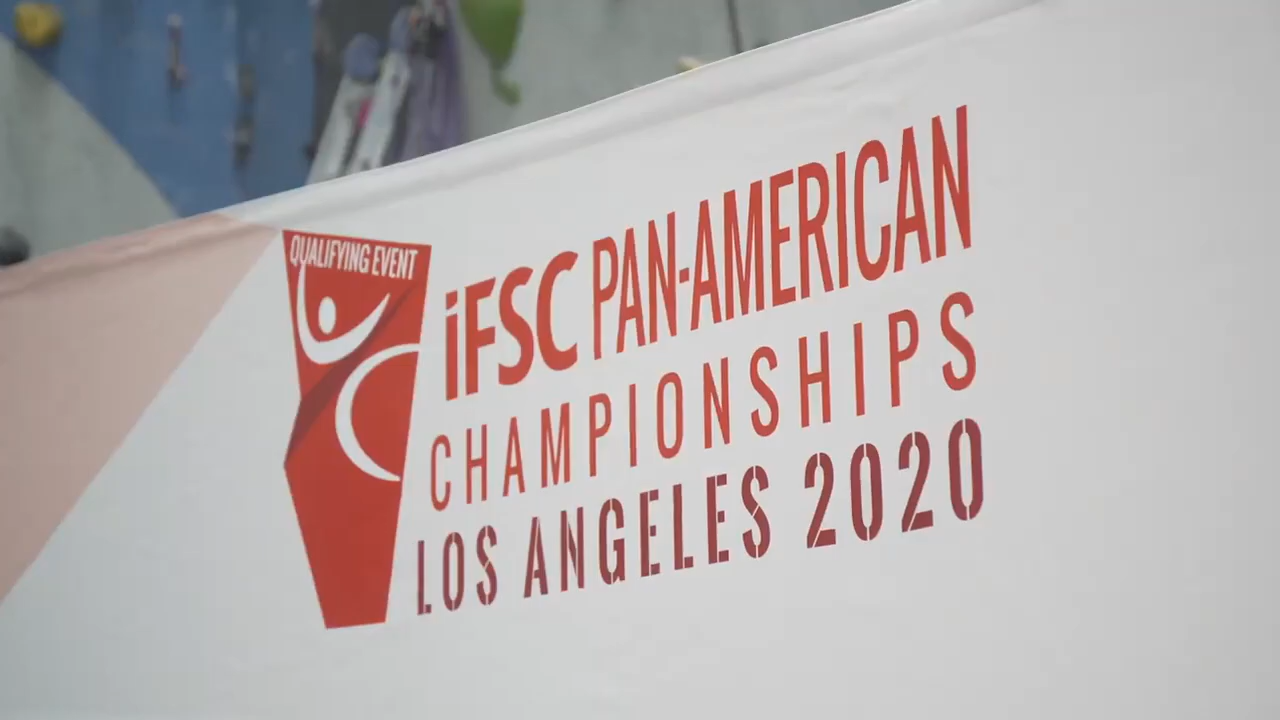 QUALIFYING EVENT
iFSC PAN-AMERICAN
CHAMPIONSHIPS
LOS ANGELES 2020